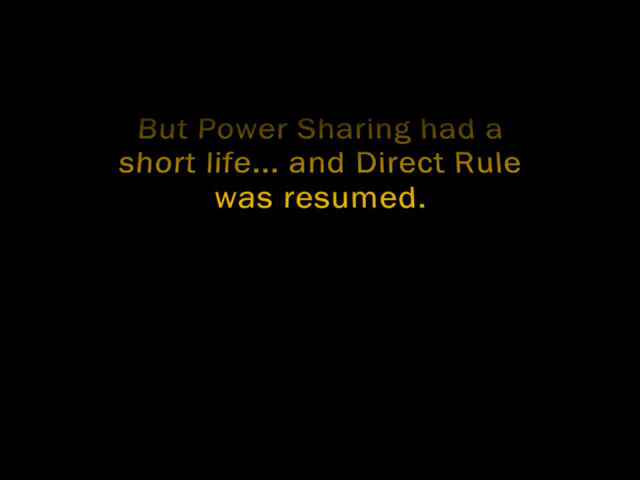 But Power Sharing had a
short life... and Direct Rule
was resumed.